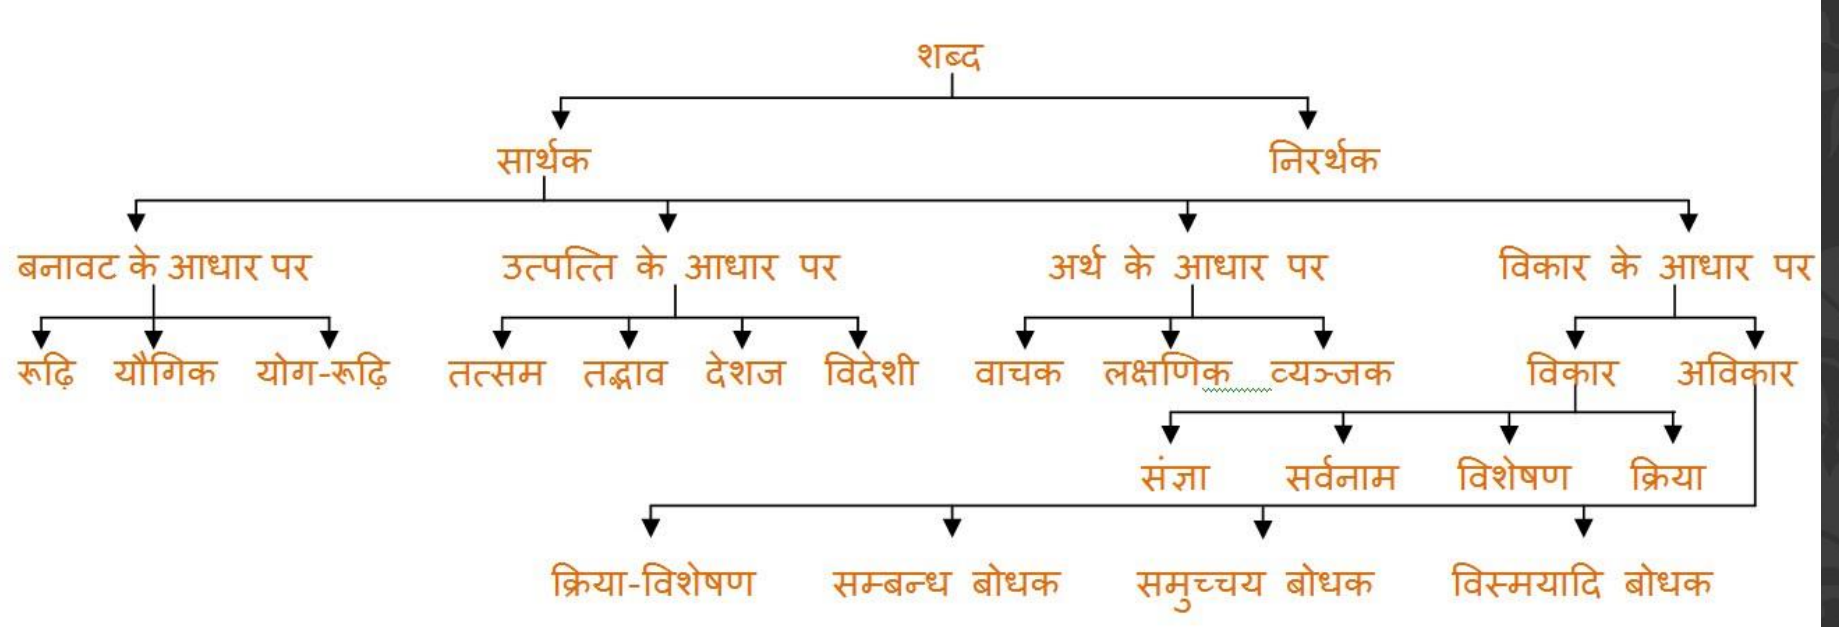 शब्द
सार्थक निरर्थक
बनावट के आधार पर उत्पत्ति के आधार पर अर्थ के आधार पर विकार के आधार पर
रूढ़ि यौगिक योग-रूढ़ि तत्सम तद्भाव देशज विदेशी वाचक लक्षणिक व्यञ्जक विकार अविकार
संज्ञा सर्वनाम विशेषण क्रिया
क्रिया-विशेषण सम्बन्ध बोधक समुच्चय बोधक विस्मयादि बोधक